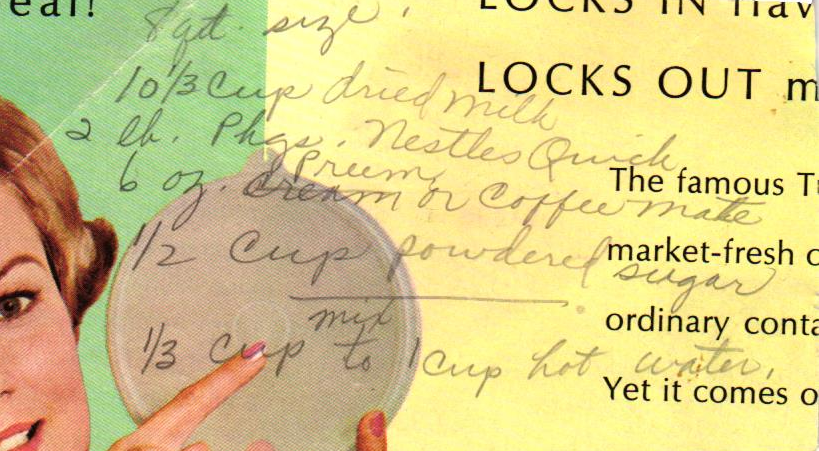 eal!
LOCKS IN flav
8 qt. size.
LOCKS OUT m
10 1/3 Cup dried milk
2 lb. Pkgs. Nestles Quick
6 oz. Preem,
cream or Coffee mate
The famous Tu
1/2 Cup powdered sugar
market-fresh
mix
ordinary conta
1/3 Cup to 1 cup hot water.
Yet it comes o